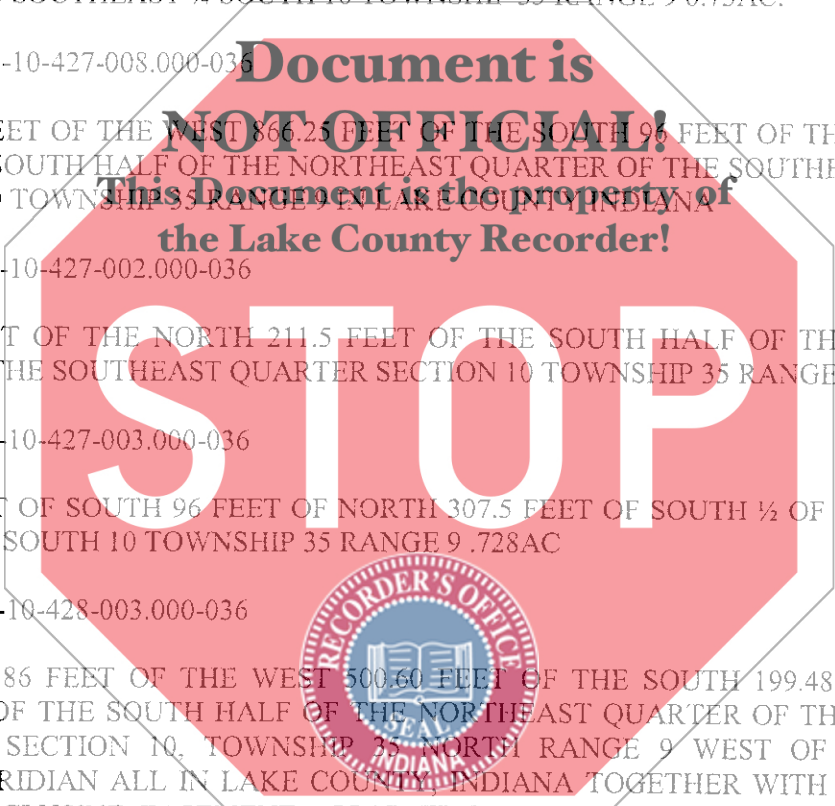 SOUTHEAST ¼ SOUTH 10 TOWNSHIP 35 RANGE 9 0.75AC.
-10-427-008.000-036
Document is
NOT OFFICIAL!
This Document is the property of
the Lake County Recorder!
EET OF THE WEST 866.25 FEET OF THE SOUTH 96 FEET OF TH
SOUTH HALF OF THE NORTHEAST QUARTER OF THE SOUTHE
TOWNSHIP 35 RANGE 9 IN LAKE COUNTY INDIANA
-10-427-002.000-036
T OF THE NORTH 211.5 FEET OF THE SOUTH HALF OF TH
THE SOUTHEAST QUARTER SECTION 10 TOWNSHIP 35 RANGE
STOP
-10-427-003.000-036
T OF SOUTH 96 FEET OF NORTH 307.5 FEET OF SOUTH ½ OF
SOUTH 10 TOWNSHIP 35 RANGE 9 .728AC
-10-428-003.000-036
RECORDER'S OFFICE
SEAL
INDIANA
86 FEET OF THE WEST 500.60 FEET OF THE SOUTH 199.48
OF THE SOUTH HALF OF THE NORTHEAST QUARTER OF TH
SECTION 10, TOWNSHIP 35 NORTH RANGE 9 WEST OF
RIDIAN ALL IN LAKE COUNTY, INDIANA TOGETHER WITH